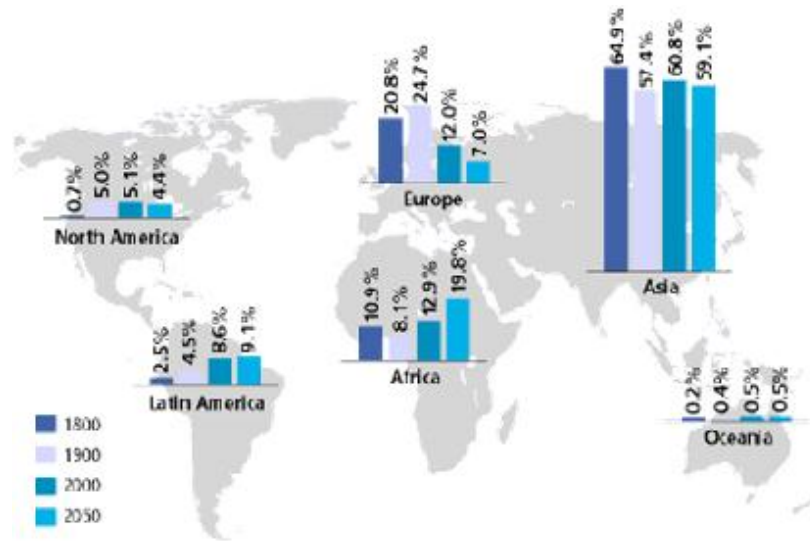 0.7% 5.0% 5.1% 4.4%
North America
20.8% 24.7% 12.0% 7.0%
Europe
64.9% 57.4% 60.8% 59.1%
Asia
2.5% 4.5% 8.6% 9.1%
Latin America
10.9% 8.1% 12.9% 19.8%
Africa
0.2% 0.4% 0.5% 0.5%
Oceania
1800
1900
2000
2050